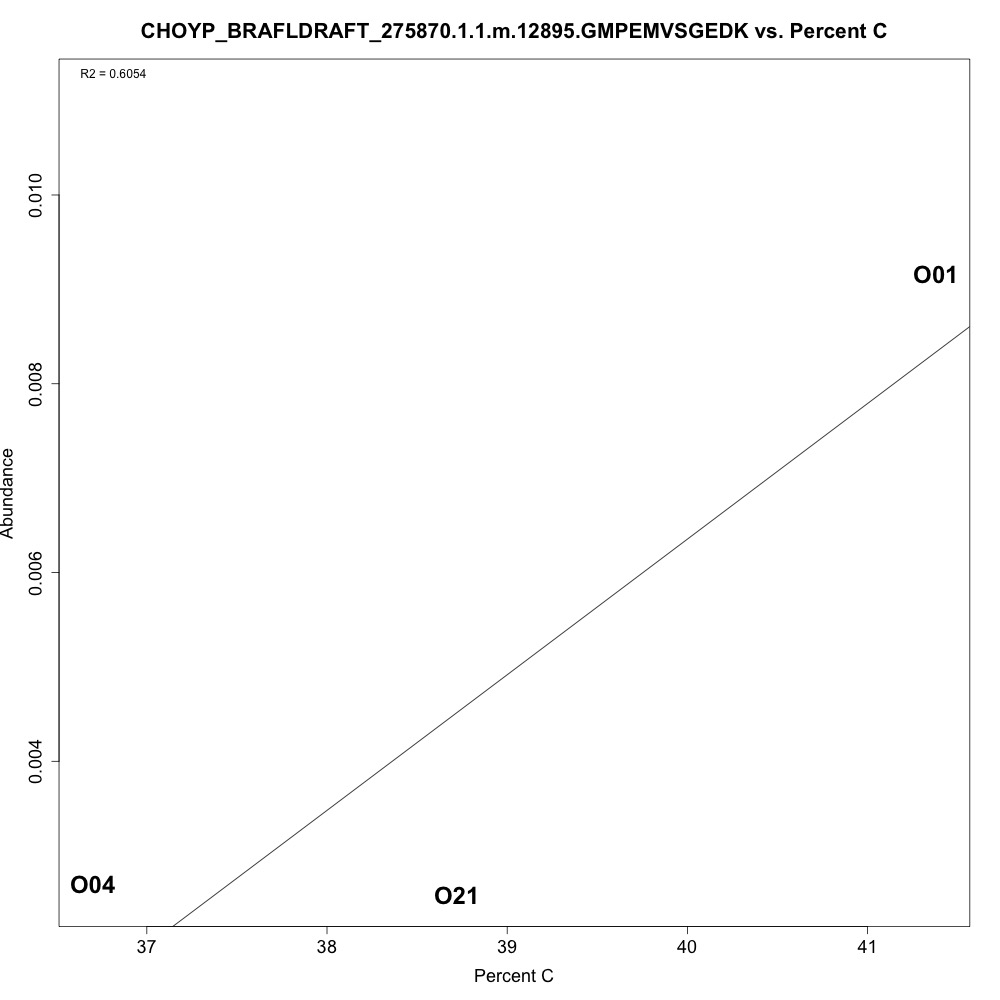 CHOYP_BRAFLDRAFT_275870.1.1.m.12895.GMPEMVSGEDK vs. Percent C
R2 = 0.6054
0.010
0.008
0.006
0.004
Abundance
O01
O04
O21
37 38 39 40 41
Percent C